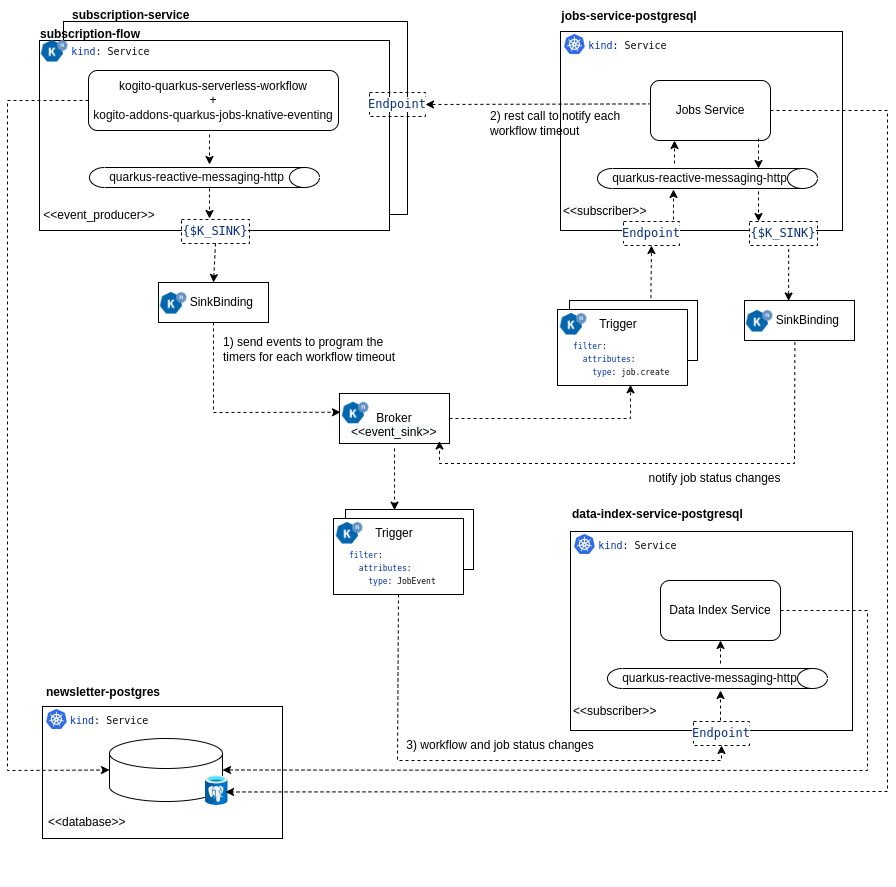 subscription-service
subscription-flow
kind: Service
kogito-quarkus-serverless-workflow
+
kogito-addons-quarkus-jobs-knative-eventing
quarkus-reactive-messaging-http
<<event_producer>>
{$K_SINK}
Endpoint
SinkBinding
1) send events to program the
timers for each workflow timeout
2) rest call to notify each
workflow timeout
jobs-service-postgresql
kind: Service
Jobs Service
quarkus-reactive-messaging-http
<<subscriber>>
Endpoint
{$K_SINK}
Trigger
filter:
attributes:
type: job.create
SinkBinding
Broker
<<event_sink>>
notify job status changes
Trigger
filter:
attributes:
type: JobEvent
data-index-service-postgresql
kind: Service
Data Index Service
quarkus-reactive-messaging-http
<<subscriber>>
Endpoint
3) workflow and job status changes
newsletter-postgres
kind: Service
<<database>>